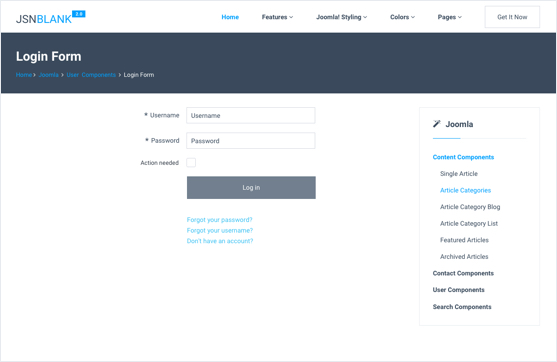 JSNBLANK 2.0
Home Features Joomla! Styling Colors Pages Get It Now
Login Form
Home > Joomla > User Components > Login Form
* Username Username
* Password Password
Action needed
Log in
Forgot your password?
Forgot your username?
Don't have an account?
Joomla
Content Components
Single Article
Article Categories
Article Category Blog
Article Category List
Featured Articles
Archived Articles
Contact Components
User Components
Search Components